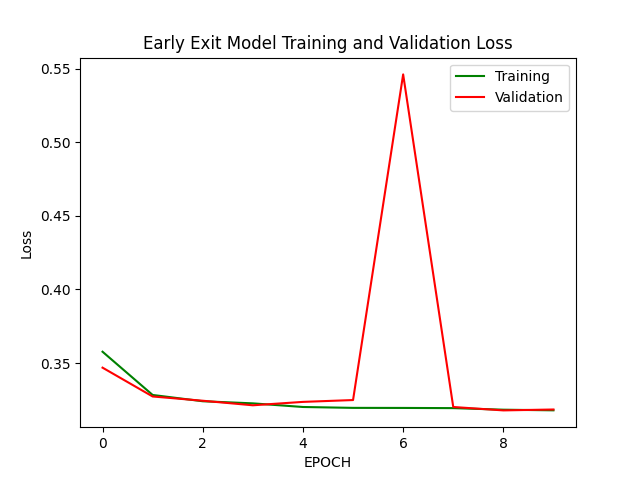 Early Exit Model Training and Validation Loss
Training
Validation
0.55
0.50
0.45
0.40
0.35
Loss
0 2 4 6 8
EPOCH